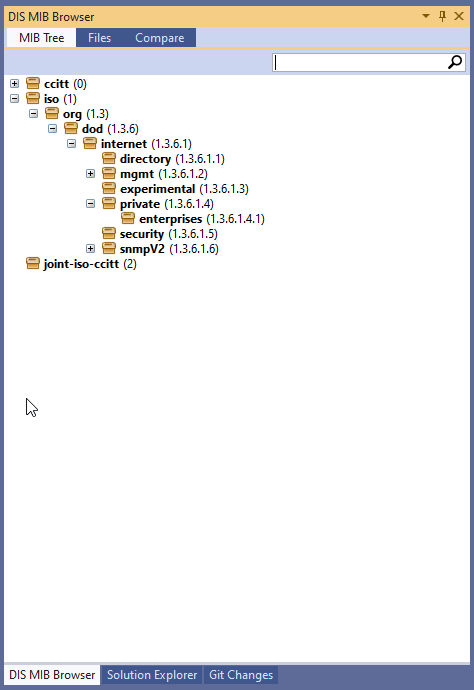 DIS MIB Browser
MIB Tree Files Compare
ccitt (0)
iso (1)
org (1.3)
dod (1.3.6)
internet (1.3.6.1)
directory (1.3.6.1.1)
mgmt (1.3.6.1.2)
experimental (1.3.6.1.3)
private (1.3.6.1.4)
enterprises (1.3.6.1.4.1)
security (1.3.6.1.5)
snmpV2 (1.3.6.1.6)
joint-iso-ccitt (2)
DIS MIB Browser Solution Explorer Git Changes